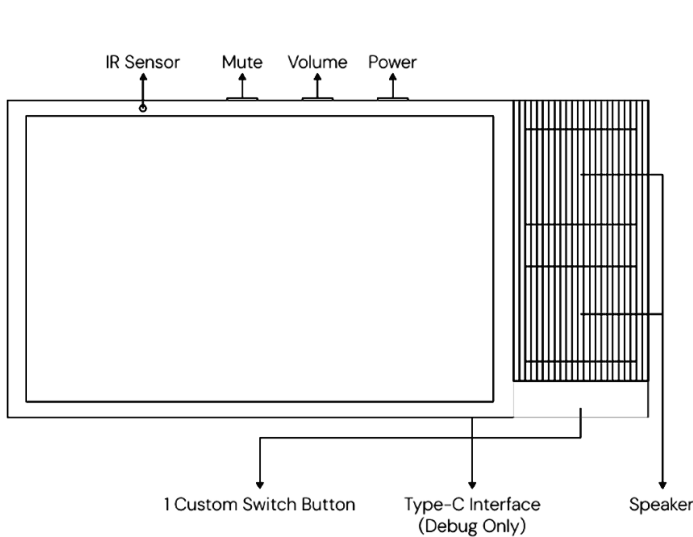 IR Sensor
Mute
Volume
Power
1 Custom Switch Button
Type-C Interface
(Debug Only)
Speaker